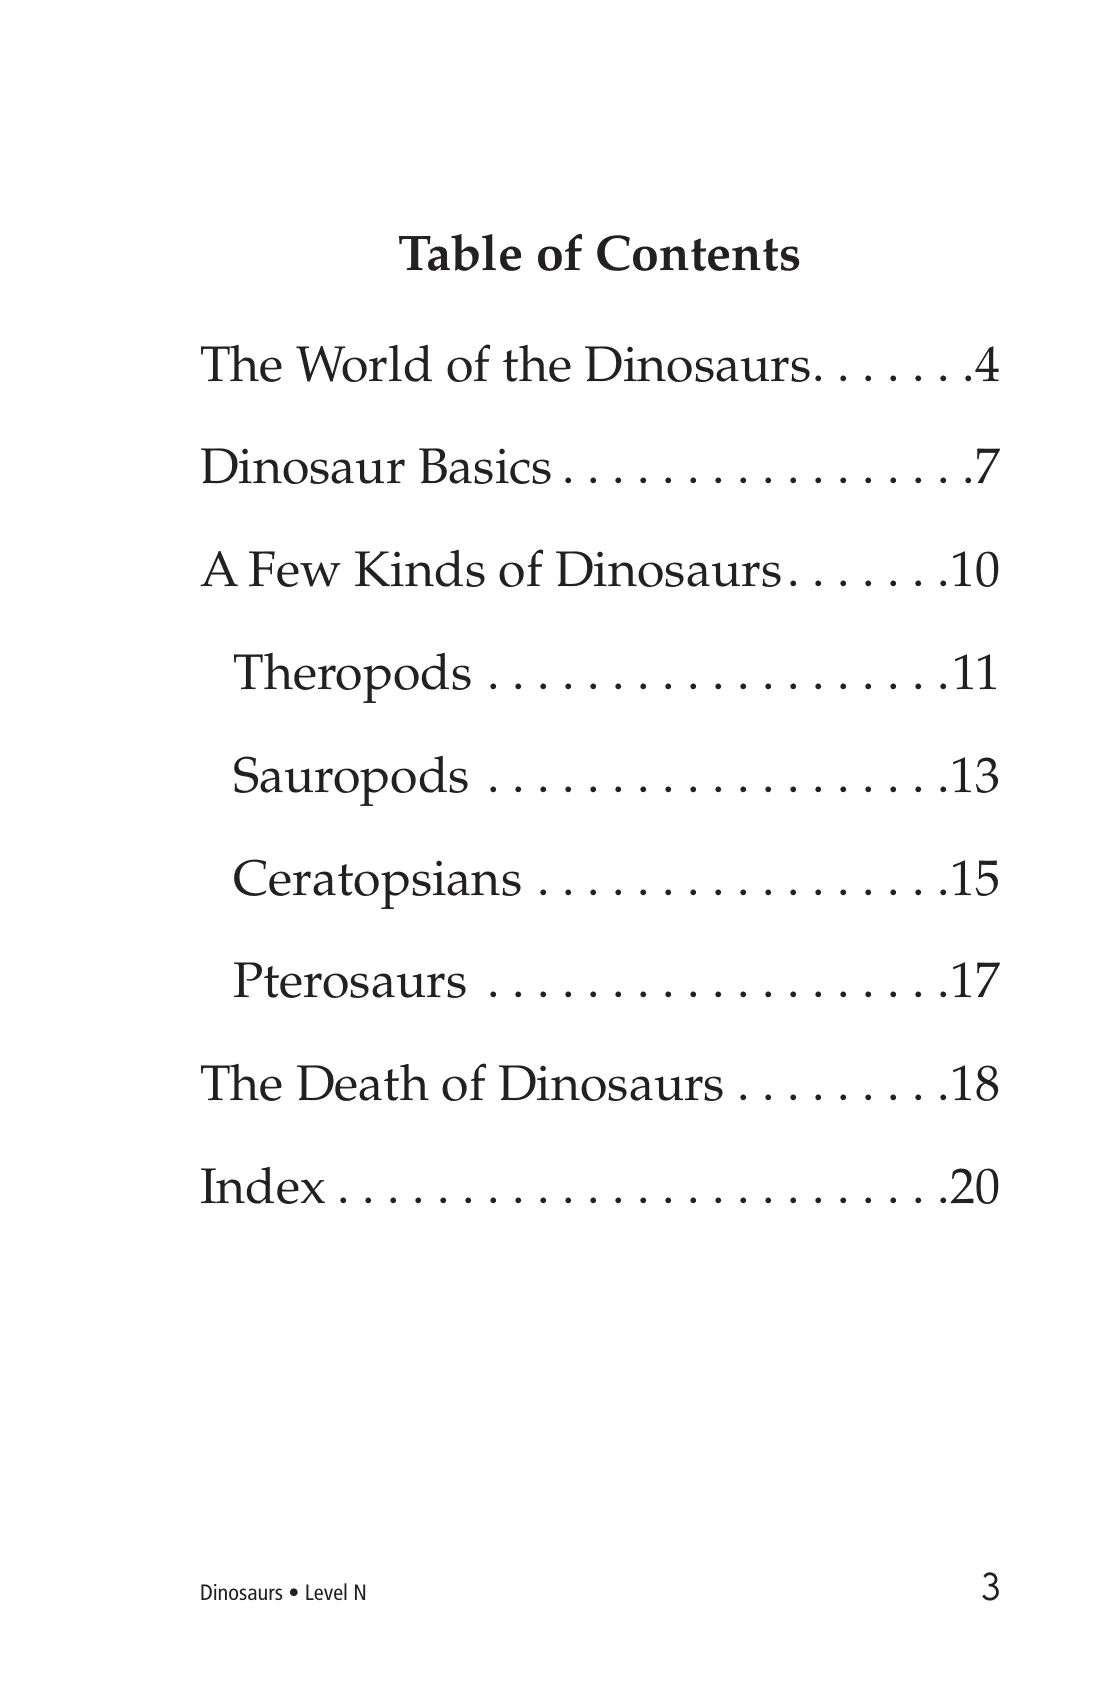 Table of Contents
The World of the Dinosaurs. . . . . . .4
Dinosaur Basics . . . . . . . . . . . . . . . . .7
A Few Kinds of Dinosaurs. . . . . . .10
Theropods . . . . . . . . . . . . . . . . . . .11
Sauropods . . . . . . . . . . . . . . . . . . .13
Ceratopsians . . . . . . . . . . . . . . . . .15
Pterosaurs . . . . . . . . . . . . . . . . . . .17
The Death of Dinosaurs . . . . . . . . .18
Index . . . . . . . . . . . . . . . . . . . . . . . . .20
Dinosaurs • Level N 3